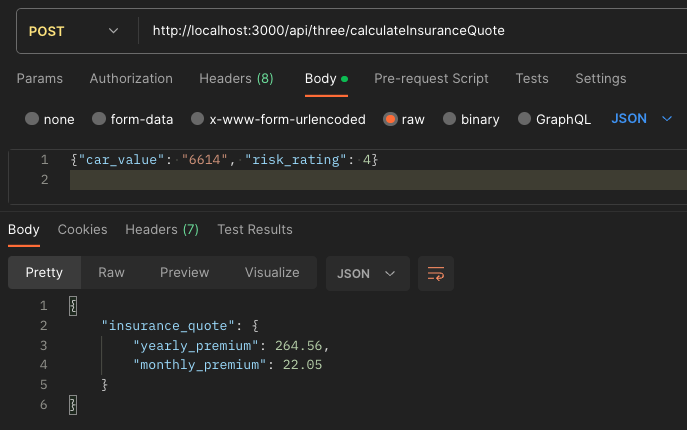 POST http://localhost:3000/api/three/calculateInsuranceQuote
Params Authorization Headers (8) Body Pre-request Script Tests Settings
none form-data x-www-form-urlencoded raw binary GraphQL JSON
1 {"car_value": "6614", "risk_rating": 4}
2
Body Cookies Headers (7) Test Results
Pretty Raw Preview Visualize JSON
1 {
2 "insurance_quote": {
3 "yearly_premium": 264.56,
4 "monthly_premium": 22.05
5 }
6 }